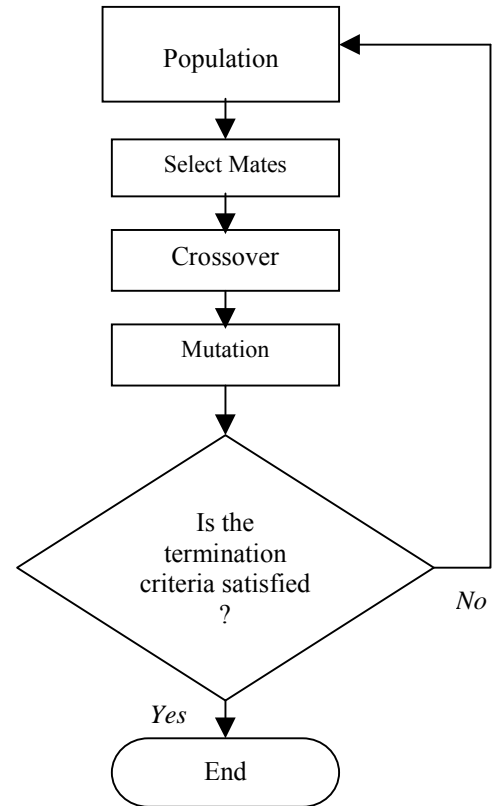 Population
Select Mates
Crossover
Mutation
Is the
termination
criteria satisfied
?
No
Yes
End